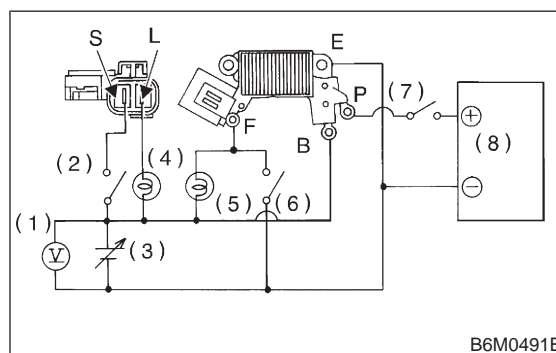 S L E
(7)
P
F
B
(2) (4) (8)
(5) (6)
(1)
V (3)
B6M0491E